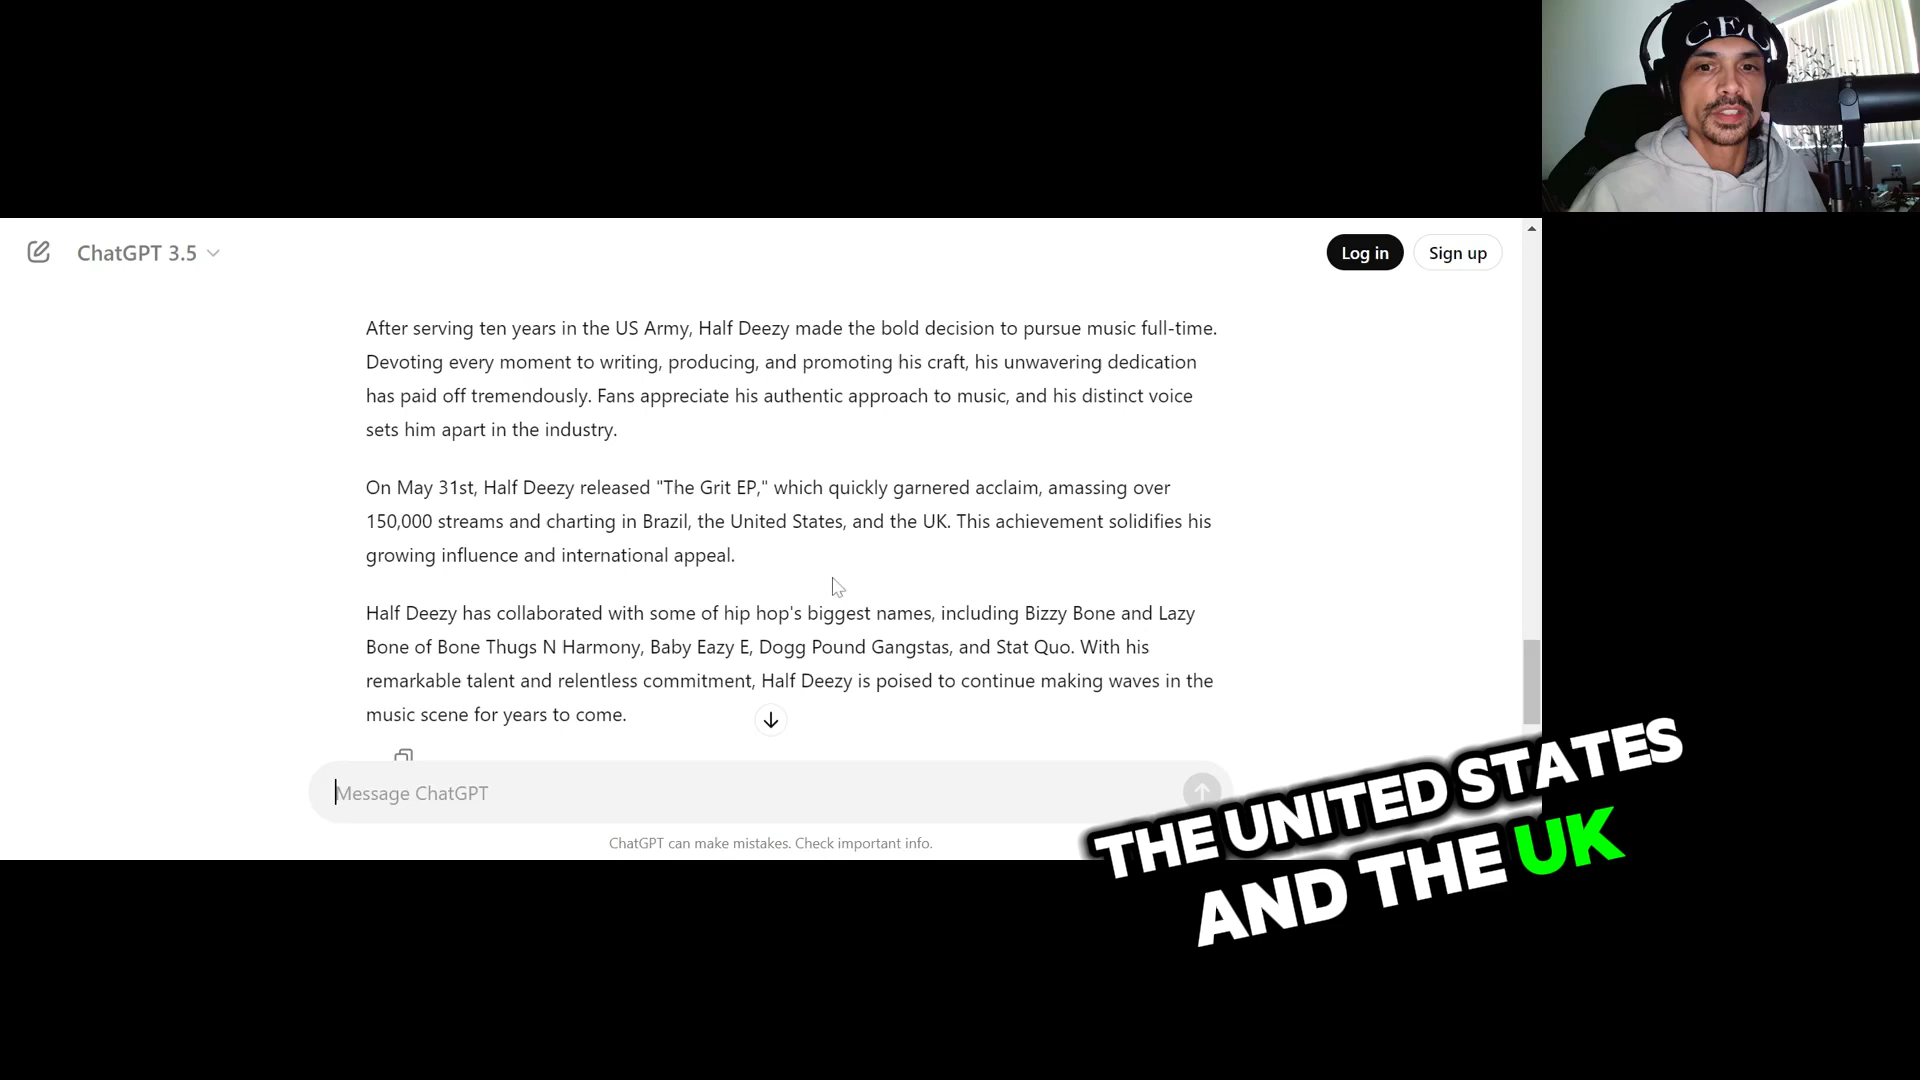 CEO
ChatGPT 3.5
Log in
Sign up
After serving ten years in the US Army, Half Deezy made the bold decision to pursue music full-time.
Devoting every moment to writing, producing, and promoting his craft, his unwavering dedication
has paid off tremendously. Fans appreciate his authentic approach to music, and his distinct voice
sets him apart in the industry.
On May 31st, Half Deezy released "The Grit EP," which quickly garnered acclaim, amassing over
150,000 streams and charting in Brazil, the United States, and the UK. This achievement solidifies his
growing influence and international appeal.
Half Deezy has collaborated with some of hip hop's biggest names, including Bizzy Bone and Lazy
Bone of Bone Thugs N Harmony, Baby Eazy E, Dogg Pound Gangstas, and Stat Quo. With his
remarkable talent and relentless commitment, Half Deezy is poised to continue making waves in the
music scene for years to come.
Message ChatGPT
ChatGPT can make mistakes. Check important info.
THE UNITED STATES
AND THE UK